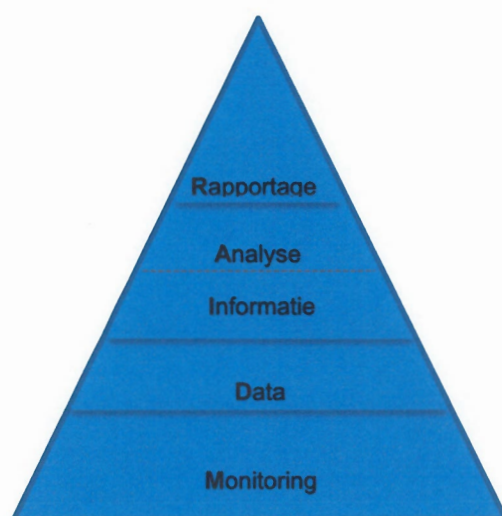 Rapportage
Analyse
Informatie
Data
Monitoring